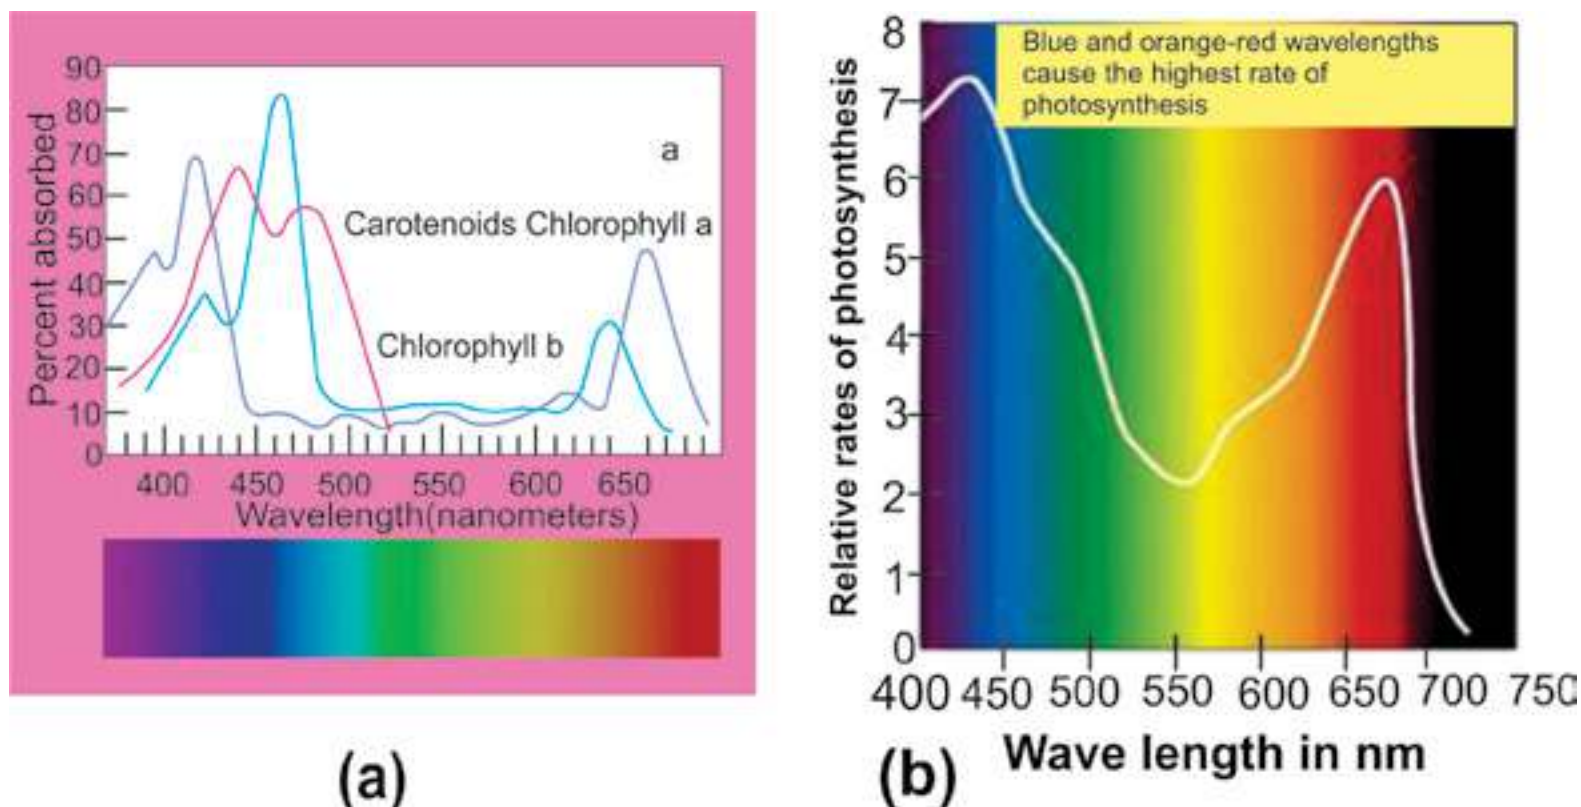 90
80
70
60
50
40
30
20
10
0
Percent absorbed
a
Carotenoids Chlorophyll a
Chlorophyll b
400 450 500 550 600 650
Wavelength(nanometers)
(a)
8
7
6
5
4
3
2
1
0
Relative rates of photosynthesis
Blue and orange-red wavelengths
cause the highest rate of
photosynthesis
400 450 500 550 600 650 700 750
Wave length in nm
(b)